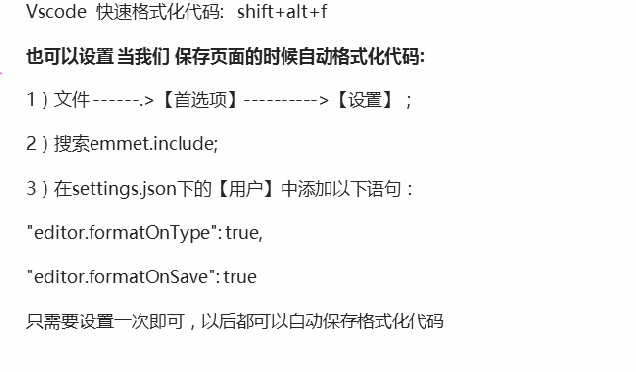 Vscode 快速格式化代码: shift+alt+f
也可以设置 当我们 保存页面的时候自动格式化代码:
1 ) 文件------.>【首选项】---------->【设置】；
2 ) 搜索emmet.include;
3 ) 在settings.json下的【用户】中添加以下语句：
"editor.formatOnType": true,
"editor.formatOnSave": true
只需要设置一次即可，以后都可以自动保存格式化代码